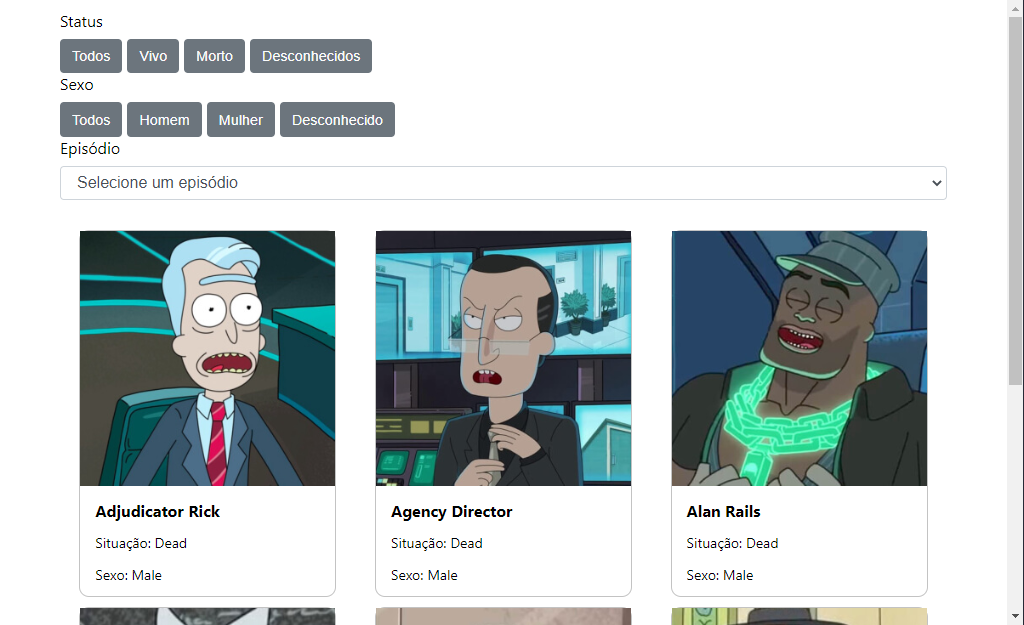 Status
Todos Vivo Morto Desconhecidos
Sexo
Todos Homem Mulher Desconhecido
Episódio
Selecione um episódio
Adjudicator Rick
Situação: Dead
Sexo: Male
Agency Director
Situação: Dead
Sexo: Male
Alan Rails
Situação: Dead
Sexo: Male